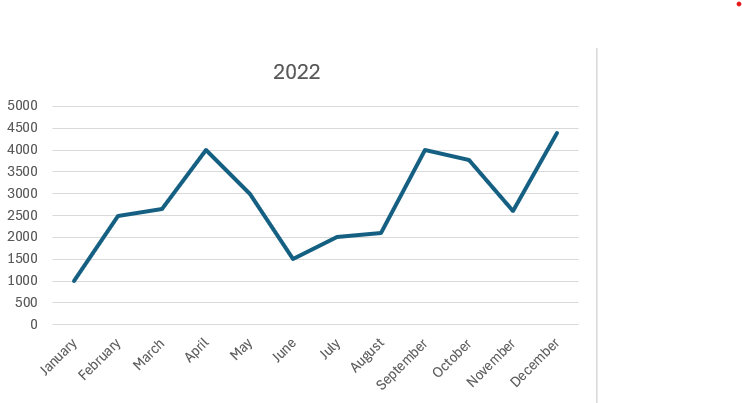 2022
5000
4500
4000
3500
3000
2500
2000
1500
1000
500
0
January
February
March
April
May
June
July
August
September
October
November
December